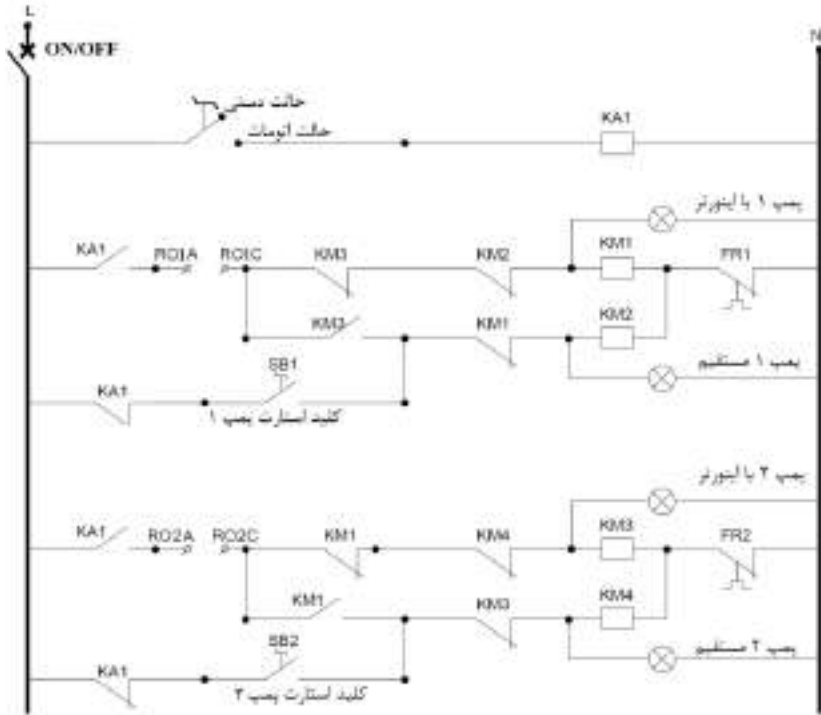 L
N
ON/OFF
حالت دستی
حالت اتومات
KA1
پمپ ۱ با اینورتر
KA1 RO1A RO1C KM3 KM2 KM1 FR1
KM3 KM1 KM2
SB1
پمپ ۱ مستقیم
KA1
کلید استارت پمپ ۱
پمپ ۲ با اینورتر
KA1 RO2A RO2C KM1 KM4 KM3 FR2
KM1 KM3 KM4
SB2
پمپ ۲ مستقیم
KA1
کلید استارت پمپ ۲